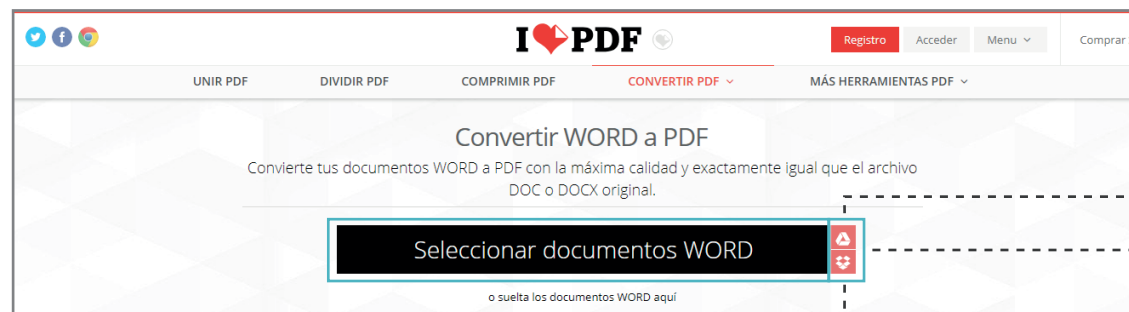 I PDF
Registro
Acceder
Menu
Comprar
UNIR PDF
DIVIDIR PDF
COMPRIMIR PDF
CONVERTIR PDF
MÁS HERRAMIENTAS PDF
Convertir WORD a PDF
Convierte tus documentos WORD a PDF con la máxima calidad y exactamente igual que el archivo
DOC o DOCX original.
Seleccionar documentos WORD
o suelta los documentos WORD aquí